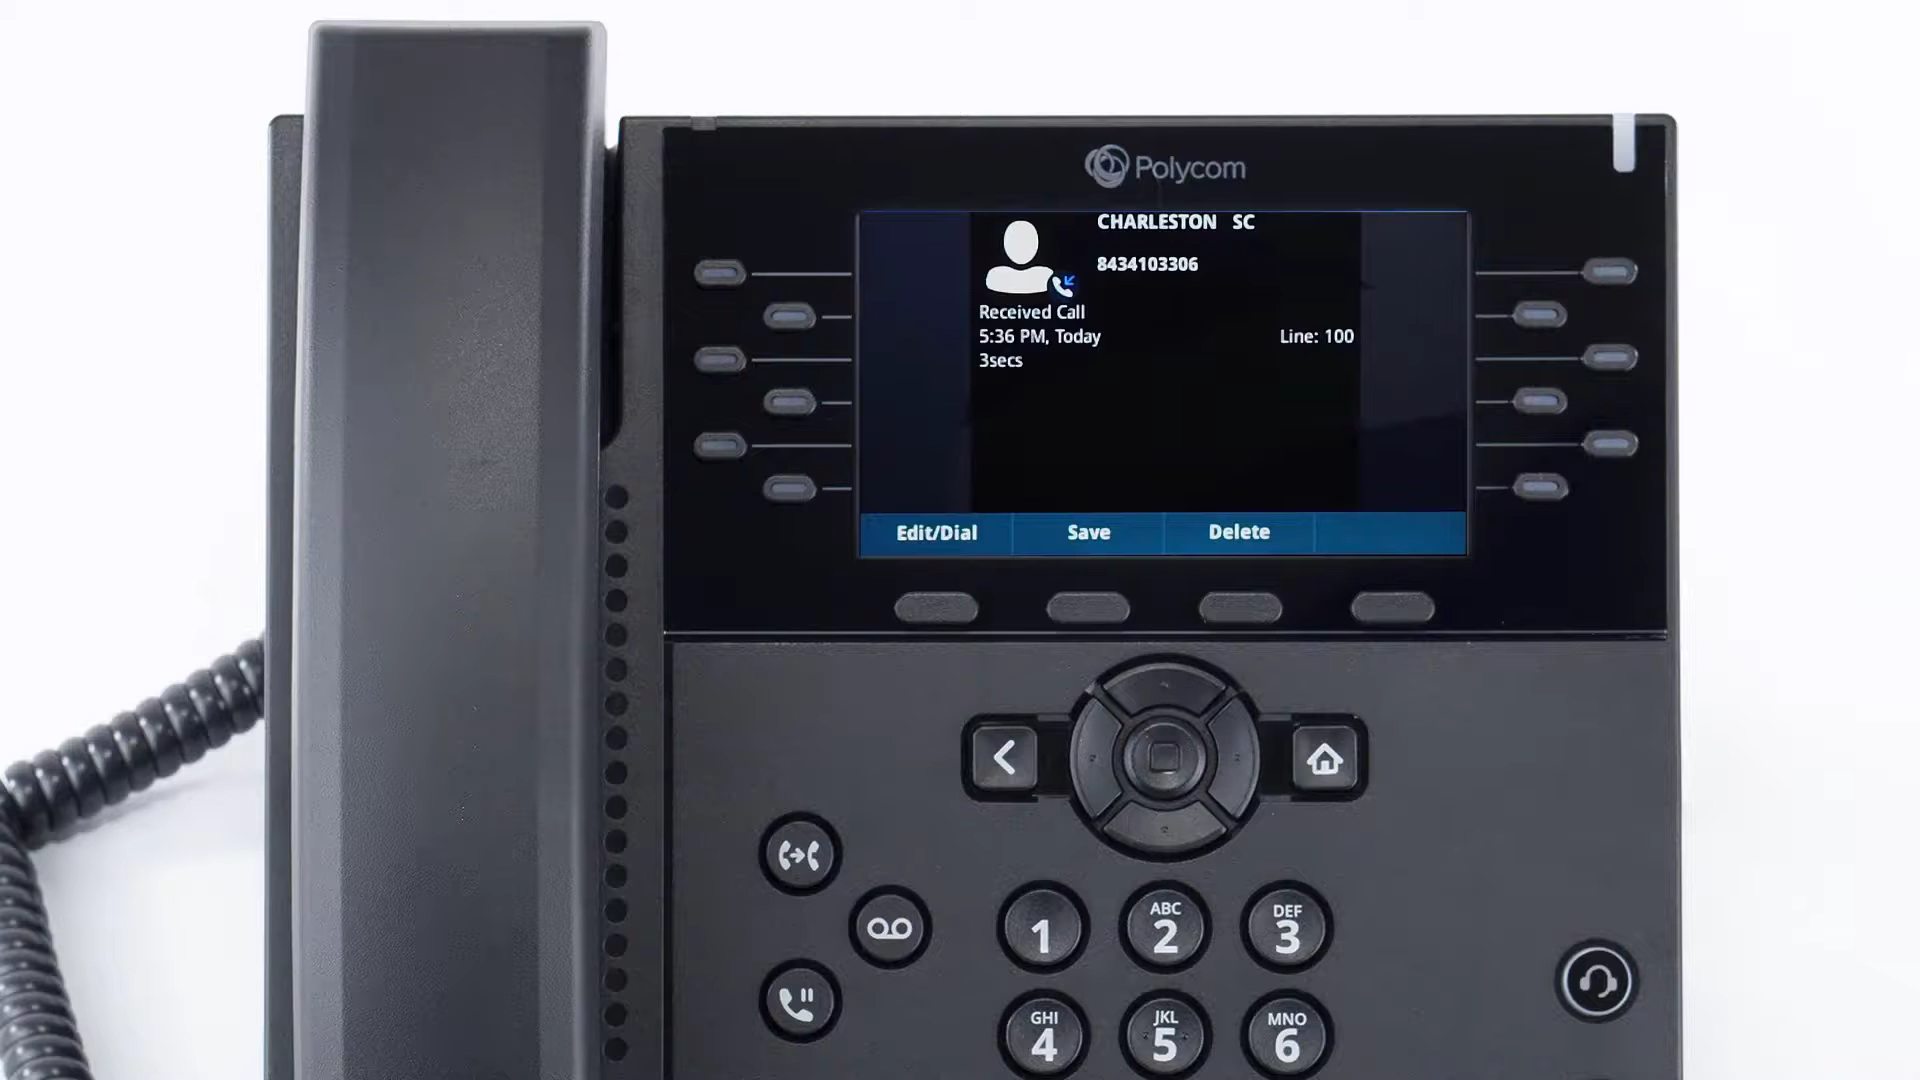 Polycom
CHARLESTON SC
8434103306
Received Call
5:36 PM, Today Line: 100
3secs
Edit/Dial Save Delete
1 ABC 2 DEF 3
GHI 4 JKL 5 MNO 6